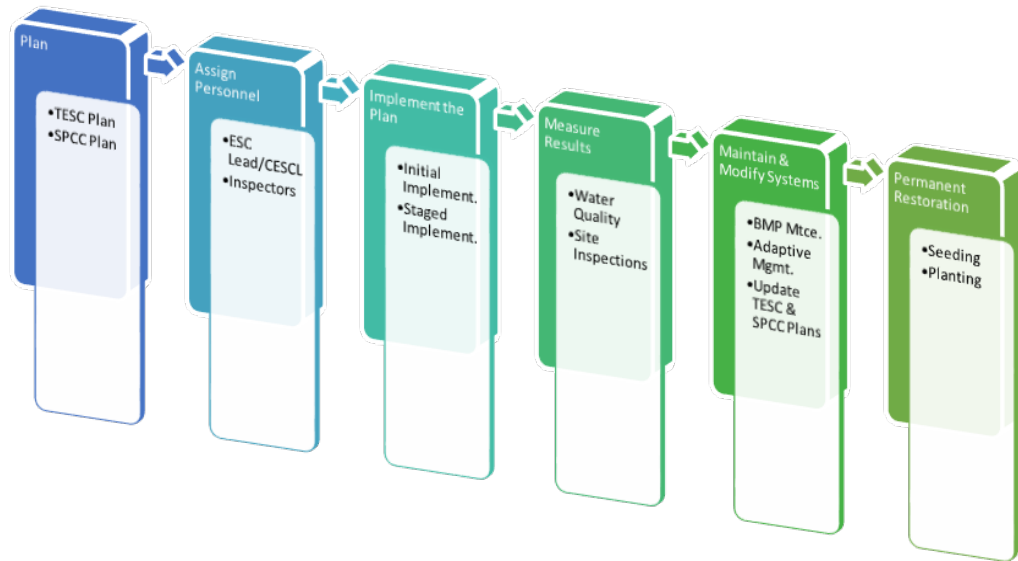 Plan
•TESC Plan
•SPCC Plan
Assign
Personnel
•ESC
Lead/CESCL
•Inspectors
Implement the
Plan
•Initial
Implement.
•Staged
Implement.
Measure
Results
•Water
Quality
•Site
Inspections
Maintain &
Modify Systems
•BMP Mtce.
•Adaptive
Mgmt.
•Update
TESC &
SPCC Plans
Permanent
Restoration
•Seeding
•Planting